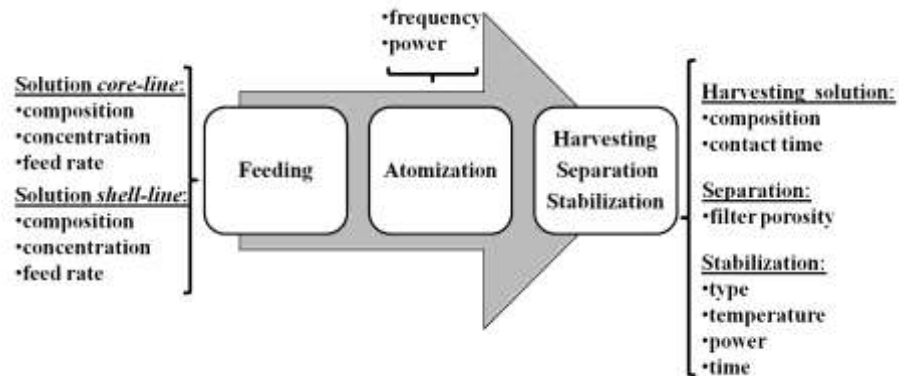 •frequency
•power
Solution core-line:
•composition
•concentration
•feed rate
Solution shell-line:
•composition
•concentration
•feed rate
Feeding
Atomization
Harvesting
Separation
Stabilization
Harvesting solution:
•composition
•contact time
Separation:
•filter porosity
Stabilization:
•type
•temperature
•power
•time